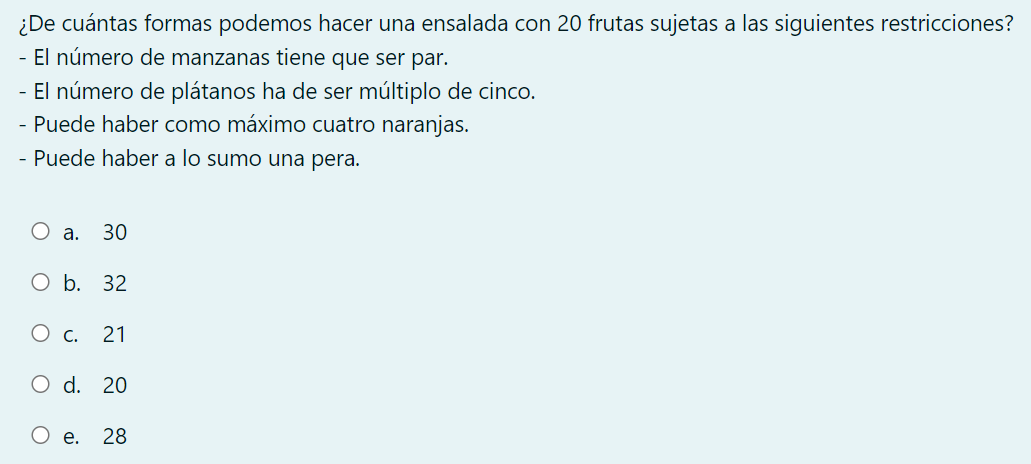 ¿De cuántas formas podemos hacer una ensalada con 20 frutas sujetas a las siguientes restricciones?
- El número de manzanas tiene que ser par.
- El número de plátanos ha de ser múltiplo de cinco.
- Puede haber como máximo cuatro naranjas.
- Puede haber a lo sumo una pera.
a. 30
b. 32
c. 21
d. 20
e. 28